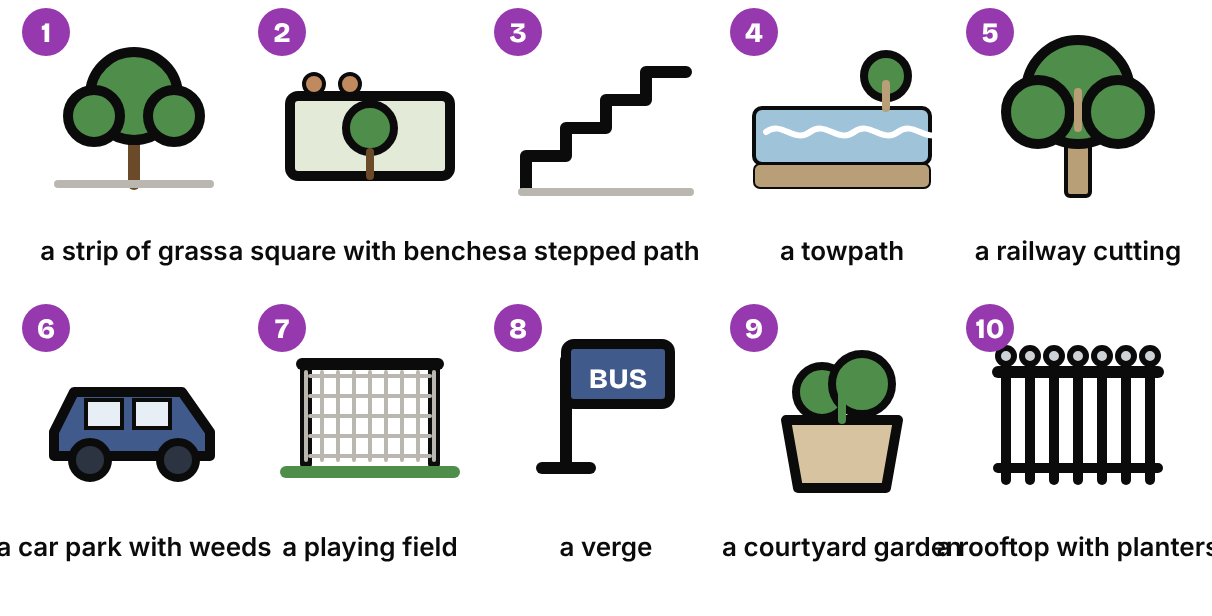 1
2
3
4
5
a strip of grass
a square with benches
a stepped path
a towpath
a railway cutting
6
7
8
9
10
BUS
a car park with weeds
a playing field
a verge
a courtyard garden
a rooftop with planters